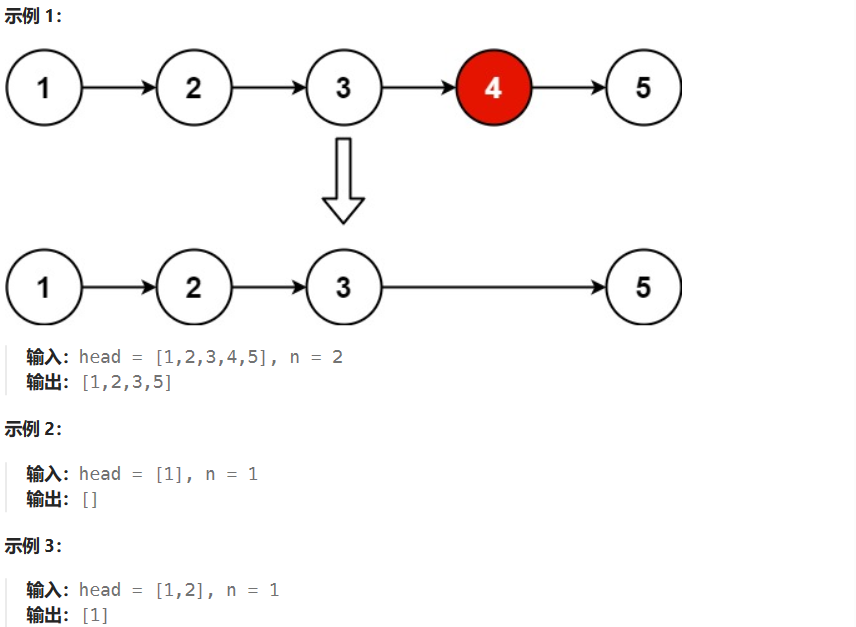 示例 1：
1 2 3 4 5
1 2 3 5
输入：head = [1,2,3,4,5], n = 2
输出：[1,2,3,5]
示例 2：
输入：head = [1], n = 1
输出：[]
示例 3：
输入：head = [1,2], n = 1
输出：[1]